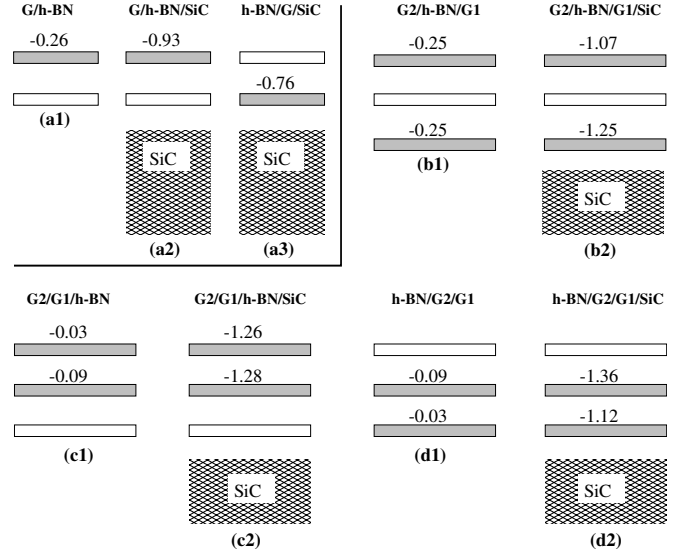 G/h-BN G/h-BN/SiC h-BN/G/SiC
-0.26 -0.93
-0.76
(a1)
SiC SiC
(a2) (a3)
G2/h-BN/G1 G2/h-BN/G1/SiC
-0.25 -1.07
-0.25 -1.25
(b1)
SiC
(b2)
G2/G1/h-BN G2/G1/h-BN/SiC
-0.03 -1.26
-0.09 -1.28
(c1)
SiC
(c2)
h-BN/G2/G1 h-BN/G2/G1/SiC
-0.09 -1.36
-0.03 -1.12
(d1)
SiC
(d2)